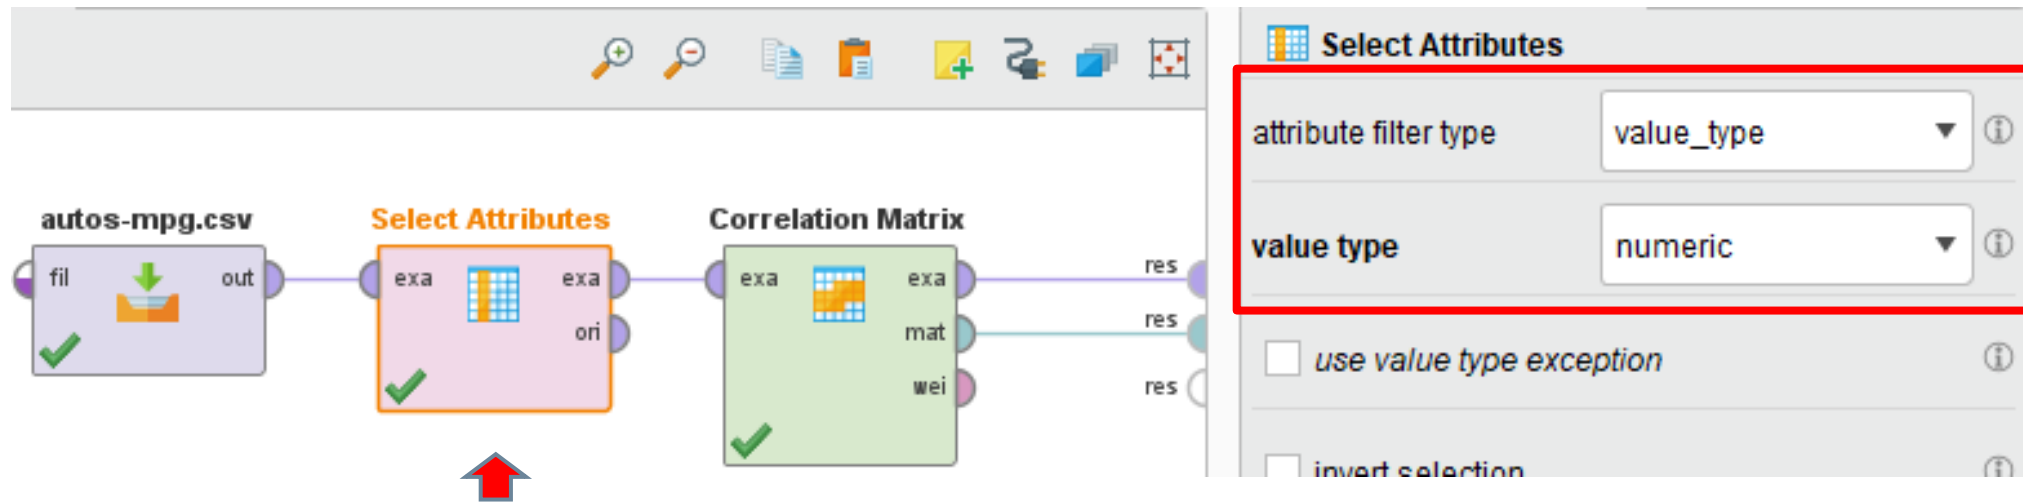 Select Attributes
attribute filter type value_type
value type numeric
use value type exception
invert selection
autos-mpg.csv Select Attributes Correlation Matrix
fil out exa exa exa exa res
ori mat res
wei res